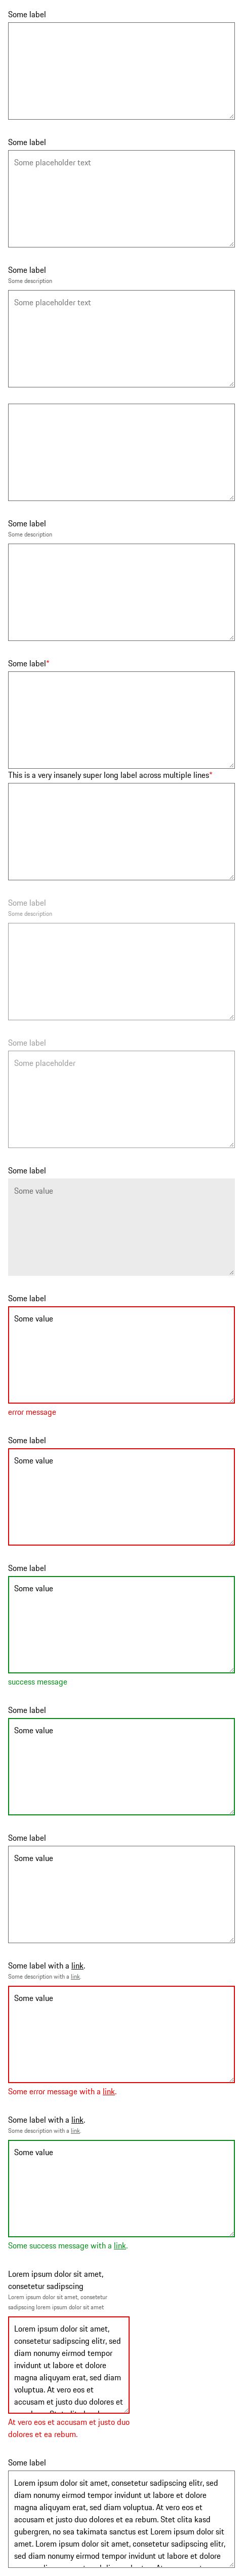 Some label
Some label
Some placeholder text
Some label
Some description
Some placeholder text
Some label
Some description
Some label*
This is a very insanely super long label across multiple lines*
Some label
Some description
Some label
Some placeholder
Some label
Some value
Some label
Some value
error message
Some label
Some value
Some label
Some value
success message
Some label
Some value
Some label
Some value
Some label with a link.
Some description with a link.
Some value
Some error message with a link.
Some label with a link.
Some description with a link.
Some value
Some success message with a link.
Lorem ipsum dolor sit amet,
consetetur sadipscing
Lorem ipsum dolor sit amet, consetetur
sadipscing lorem ipsum dolor sit amet
Lorem ipsum dolor sit amet,
consetetur sadipscing elitr, sed
diam nonumy eirmod tempor
invidunt ut labore et dolore
magna aliquyam erat, sed diam
voluptua. At vero eos et
accusam et justo duo dolores et
At vero eos et accusam et justo duo
dolores et ea rebum.
Some label
Lorem ipsum dolor sit amet, consetetur sadipscing elitr, sed
diam nonumy eirmod tempor invidunt ut labore et dolore
magna aliquyam erat, sed diam voluptua. At vero eos et
accusam et justo duo dolores et ea rebum. Stet clita kasd
gubergren, no sea takimata sanctus est Lorem ipsum dolor sit
amet. Lorem ipsum dolor sit amet, consetetur sadipscing elitr,
sed diam nonumy eirmod tempor invidunt ut labore et dolore